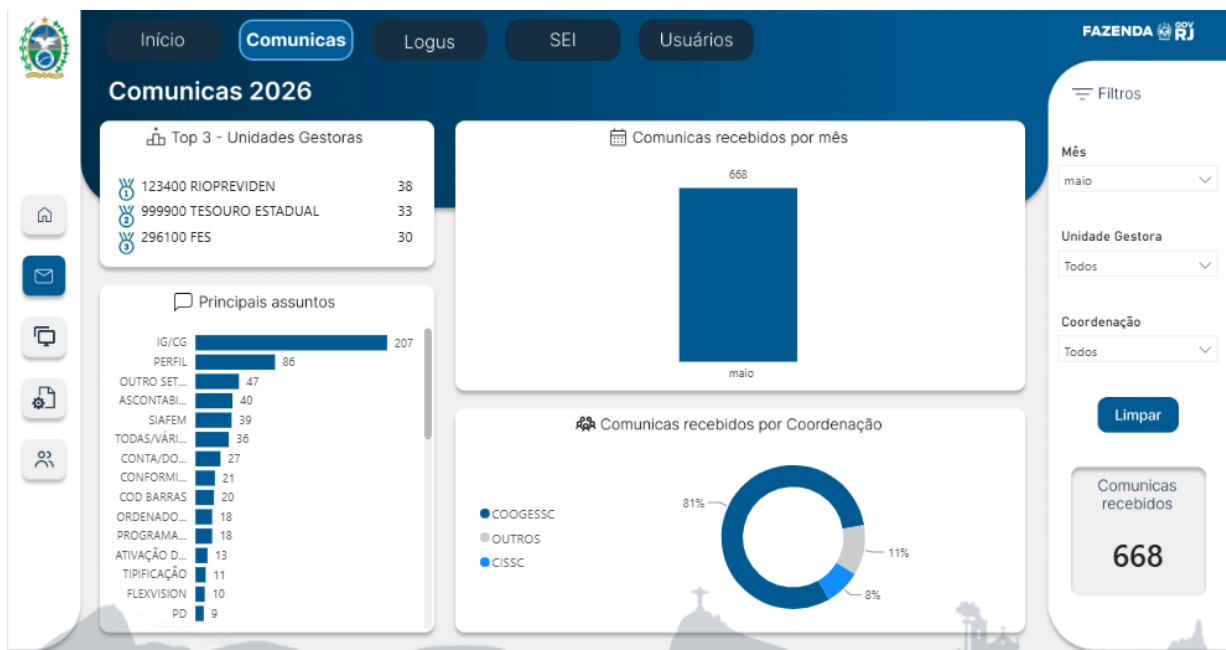 Início
Comunicas
Logus
SEI
Usuários
FAZENDA
GOV
RJ
Comunicas 2026
Filtros
Top 3 - Unidades Gestoras
1 123400 RIOPREVIDEN 38
2 999900 TESOURO ESTADUAL 33
3 296100 FES 30
Comunicas recebidos por mês
668
maio
Mês
maio
Unidade Gestora
Todos
Coordenação
Todos
Limpar
Comunicas
recebidos
668
Principais assuntos
IG/CG 207
PERFIL 86
OUTRO SET... 47
ASCONTABI... 40
SIAFEM 39
TODAS/VÁRI... 36
CONTA/DO... 27
CONFORMI... 21
COD BARRAS 20
ORDENADO... 18
PROGRAMA... 18
ATIVAÇÃO D... 13
TIPIFICAÇÃO 11
FLEXVISION 10
PD 9
Comunicas recebidos por Coordenação
COOGESSC
OUTROS
CISSC
81%
11%
8%